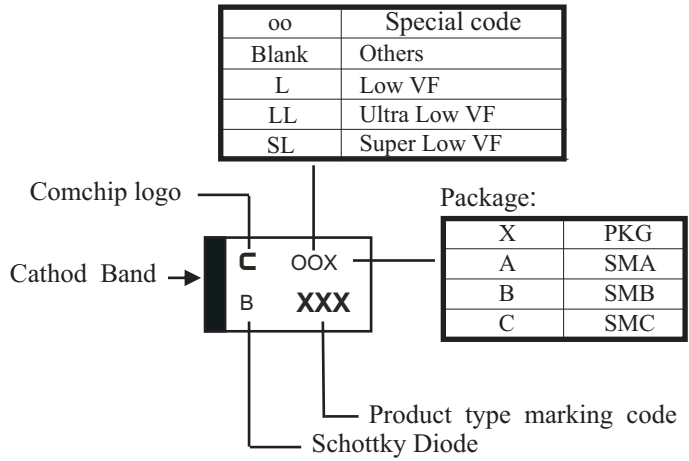 oo Special code
Blank Others
L Low VF
LL Ultra Low VF
SL Super Low VF
Comchip logo
Package:
X PKG
A SMA
B SMB
C SMC
Cathod Band
C OOX
B XXX
Product type marking code
Schottky Diode